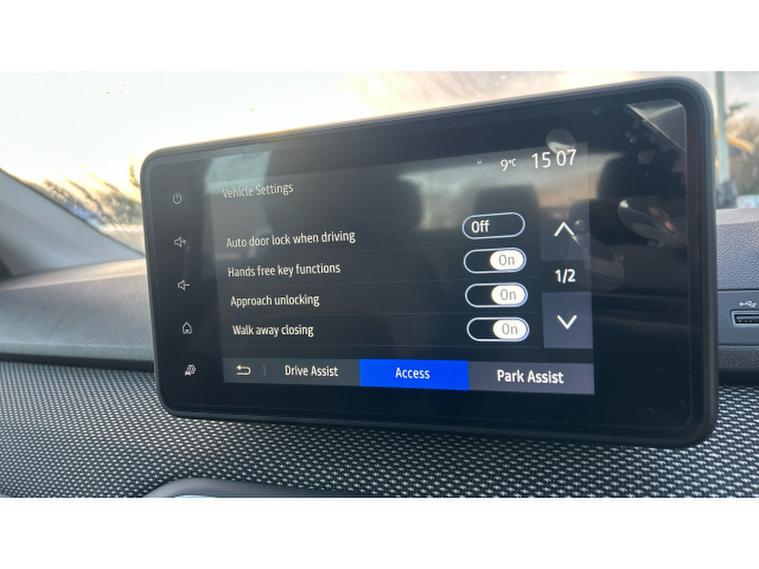 9°C 15 07
Vehicle Settings
Auto door lock when driving Off
Hands free key functions On
1/2
Approach unlocking On
Walk away closing On
Drive Assist Access Park Assist